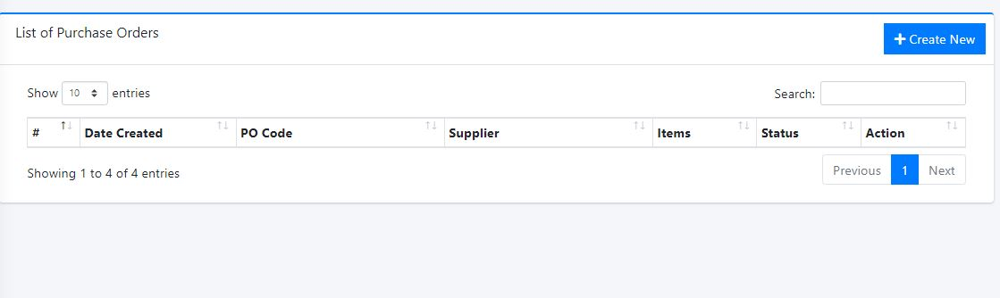 List of Purchase Orders
Create New
Show 10 entries
Search:
# Date Created PO Code Supplier Items Status Action
Showing 1 to 4 of 4 entries
Previous 1 Next